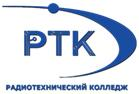 РТК
РАДИОТЕХНИЧЕСКИЙ КОЛЛЕДЖ